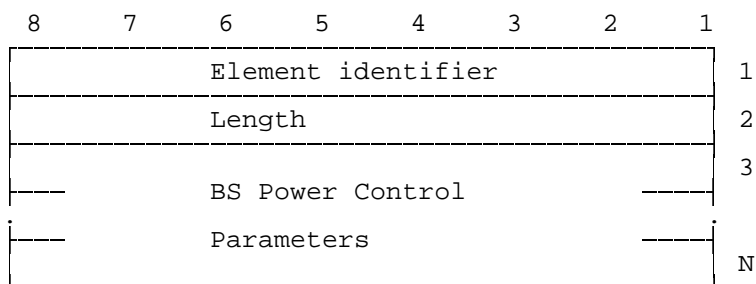 8 7 6 5 4 3 2 1
Element identifier 1
Length 2
3
BS Power Control
Parameters
N